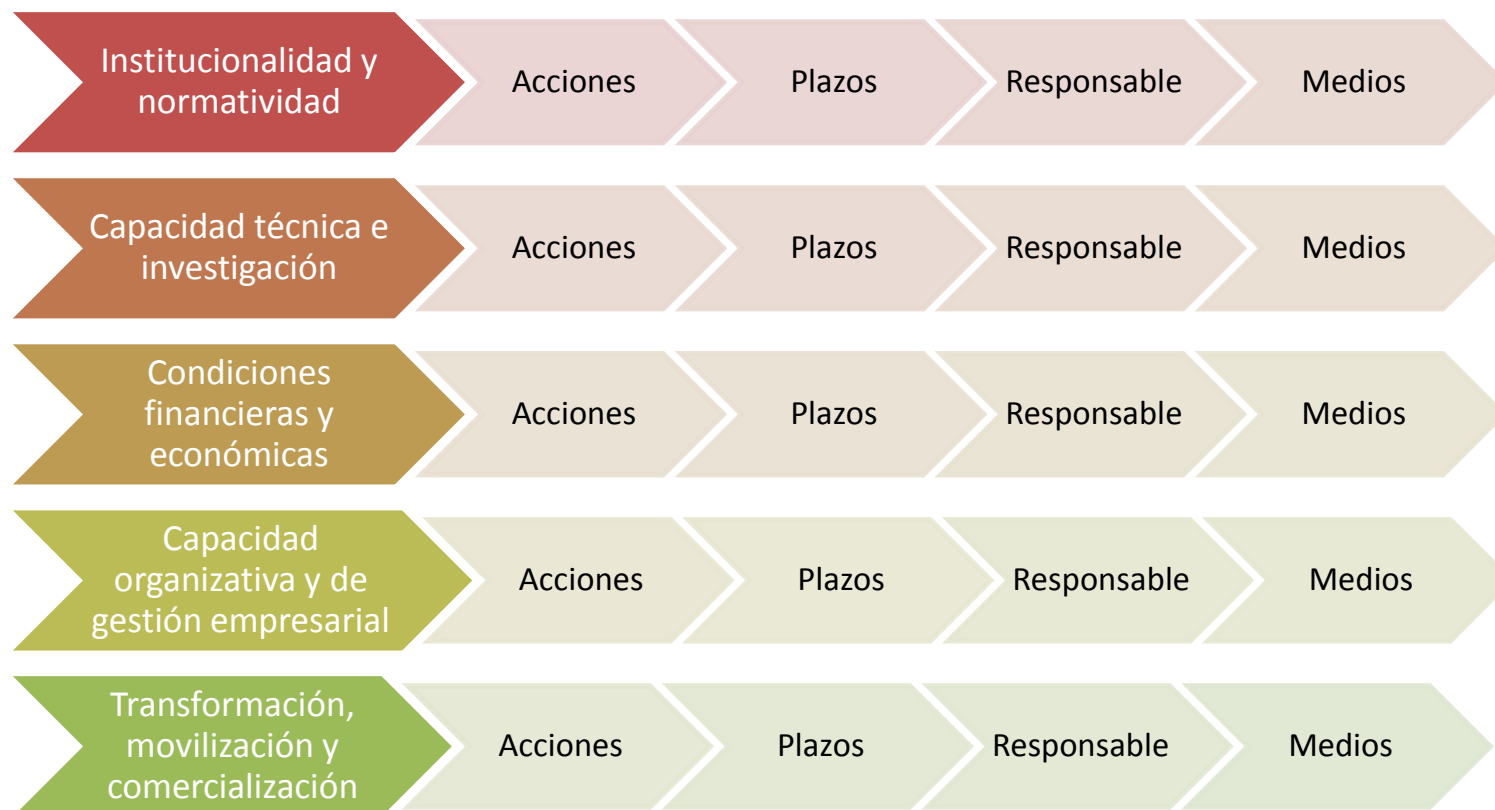 Institucionalidad y
normatividad
Acciones
Plazos
Responsable
Medios
Capacidad técnica e
investigación
Acciones
Plazos
Responsable
Medios
Condiciones
financieras y
económicas
Acciones
Plazos
Responsable
Medios
Capacidad
organizativa y de
gestión empresarial
Acciones
Plazos
Responsable
Medios
Transformación,
movilización y
comercialización
Acciones
Plazos
Responsable
Medios